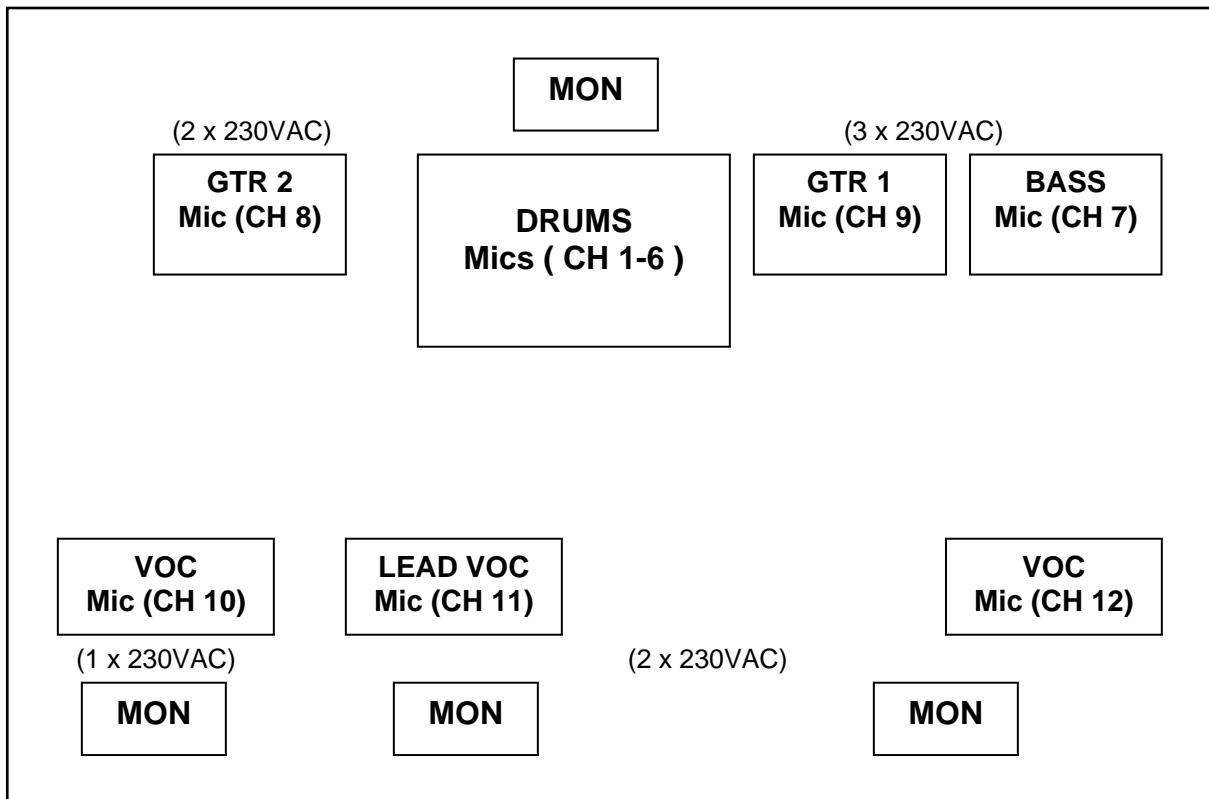 MON
(2 x 230VAC)
(3 x 230VAC)
GTR 2
Mic (CH 8)
DRUMS
Mics ( CH 1-6 )
GTR 1
Mic (CH 9)
BASS
Mic (CH 7)
VOC
Mic (CH 10)
LEAD VOC
Mic (CH 11)
VOC
Mic (CH 12)
(1 x 230VAC)
(2 x 230VAC)
MON
MON
MON